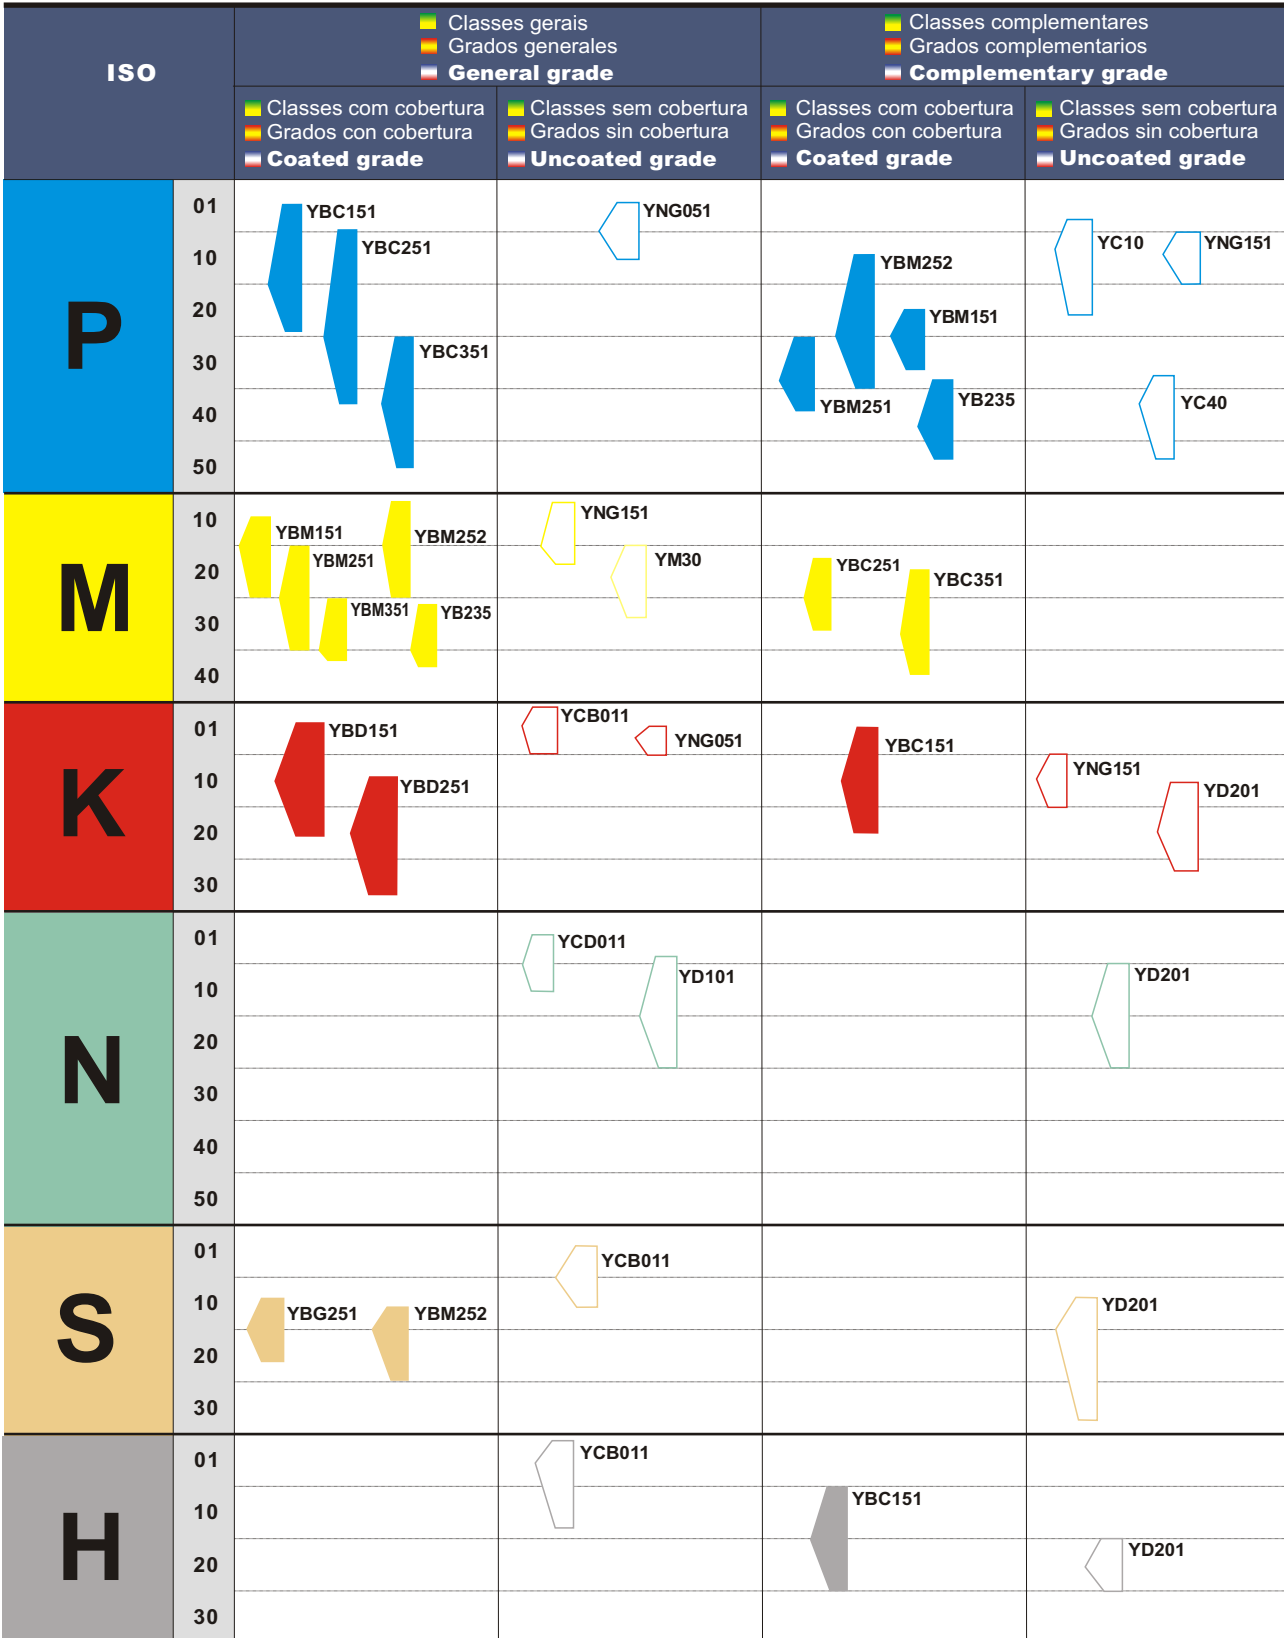 ISO
Classes gerais
Grados generales
General grade
Classes complementares
Grados complementarios
Complementary grade
Classes com cobertura
Grados con cobertura
Coated grade
Classes sem cobertura
Grados sin cobertura
Uncoated grade
Classes com cobertura
Grados con cobertura
Coated grade
Classes sem cobertura
Grados sin cobertura
Uncoated grade
P
01
10
20
30
40
50
YBC151
YBC251
YBC351
YNG051
YBM252
YBM151
YBM251
YB235
YC10
YNG151
YC40
M
10
20
30
40
YBM151
YBM252
YBM251
YBM351
YB235
YNG151
YM30
YBC251
YBC351
K
01
10
20
30
YBD151
YBD251
YCB011
YNG051
YBC151
YNG151
YD201
N
01
10
20
30
40
50
YCD011
YD101
YD201
S
01
10
20
30
YBG251
YBM252
YCB011
YD201
H
01
10
20
30
YCB011
YBC151
YD201